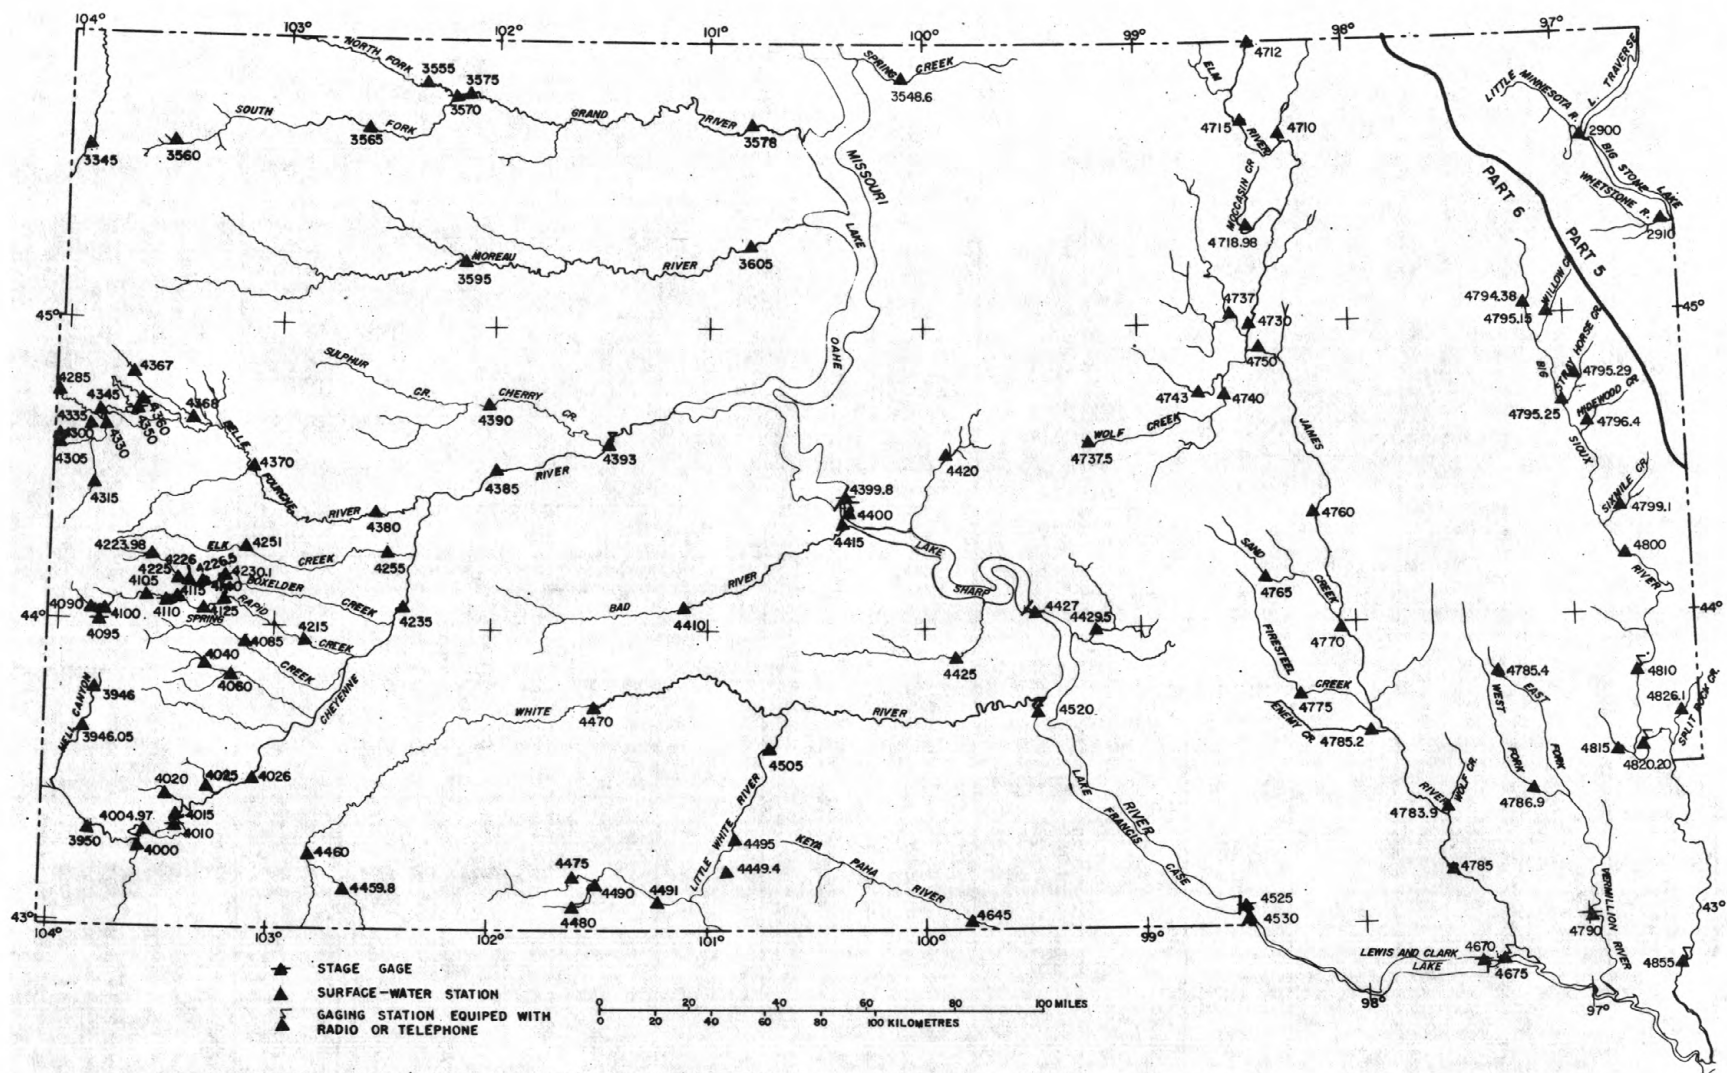 104°
103°
102°
101°
100°
99°
98°
97°
NORTH FORK
3555
3575
3570
SOUTH FORK
3565
3560
3345
GRAND RIVER
3578
SPRING CREEK
3548.6
MISSOURI
ELM RIVER
4712
4715
4710
MOCCASIN CR
4718.98
LITTLE MINNESOTA R.
L. TRAVERSE
2900
BIG STONE LAKE
WHETSTONE R.
2910
PART 6
PART 5
MOREAU RIVER
3595
3605
LAKE OAHE
45°
45°
4737
4730
4750
4794.38
WILLOW CR
4795.15
STRAY HORSE CR.
4795.29
HIDEWOOD CR
4795.25
4796.4
BIG SIOUX RIVER
4367
4285
4345
4360
4368
4335
4350
4330
4300
4305
4315
SULPHUR CR.
CHERRY CR.
4390
4393
4385
RIVER
BELLE FOURCHE RIVER
4370
4380
4743
4740
WOLF CREEK
4737.5
JAMES
4420
4399.8
4400
4415
LAKE SHARP
SIXMILE CR
4799.1
4800
4760
4223.98
ELK CREEK
4251
4255
4226
4226.5
4225
4230.1
4105
4115
BOXELDER CREEK
4110
4125
RAPID CREEK
4090
4100
4095
SPRING CREEK
4215
4085
4235
44°
44°
4040
4060
BAD RIVER
4410
4427
4429.5
4425
SAND CREEK
4765
4770
FIRESTEEL CREEK
4775
ENEMY CR.
4785.2
4785.4
WEST FORK
EAST FORK
4786.9
4810
4826.1
SPLIT ROCK CR.
4815
4820.20
CHEYENNE
3946
HELL CANYON
3946.05
WHITE RIVER
4470
4505
4520
LITTLE WHITE RIVER
4495
4449.4
4020
4025
4026
4004.97
4015
4010
3950
4000
4460
4459.8
4475
4490
4491
4480
KEYA PAHA RIVER
4645
RIVER
LAKE FRANCIS CASE
4525
4530
RIVER
WOLF CR.
4783.9
4785
VERMILLION RIVER
4790
4855
LEWIS AND CLARK LAKE
4670
4675
43°
43°
104°
103°
102°
101°
100°
99°
98°
97°
STAGE GAGE
SURFACE-WATER STATION
GAGING STATION EQUIPED WITH
RADIO OR TELEPHONE
0 20 40 60 80 100 MILES
0 20 40 60 80 100 KILOMETRES